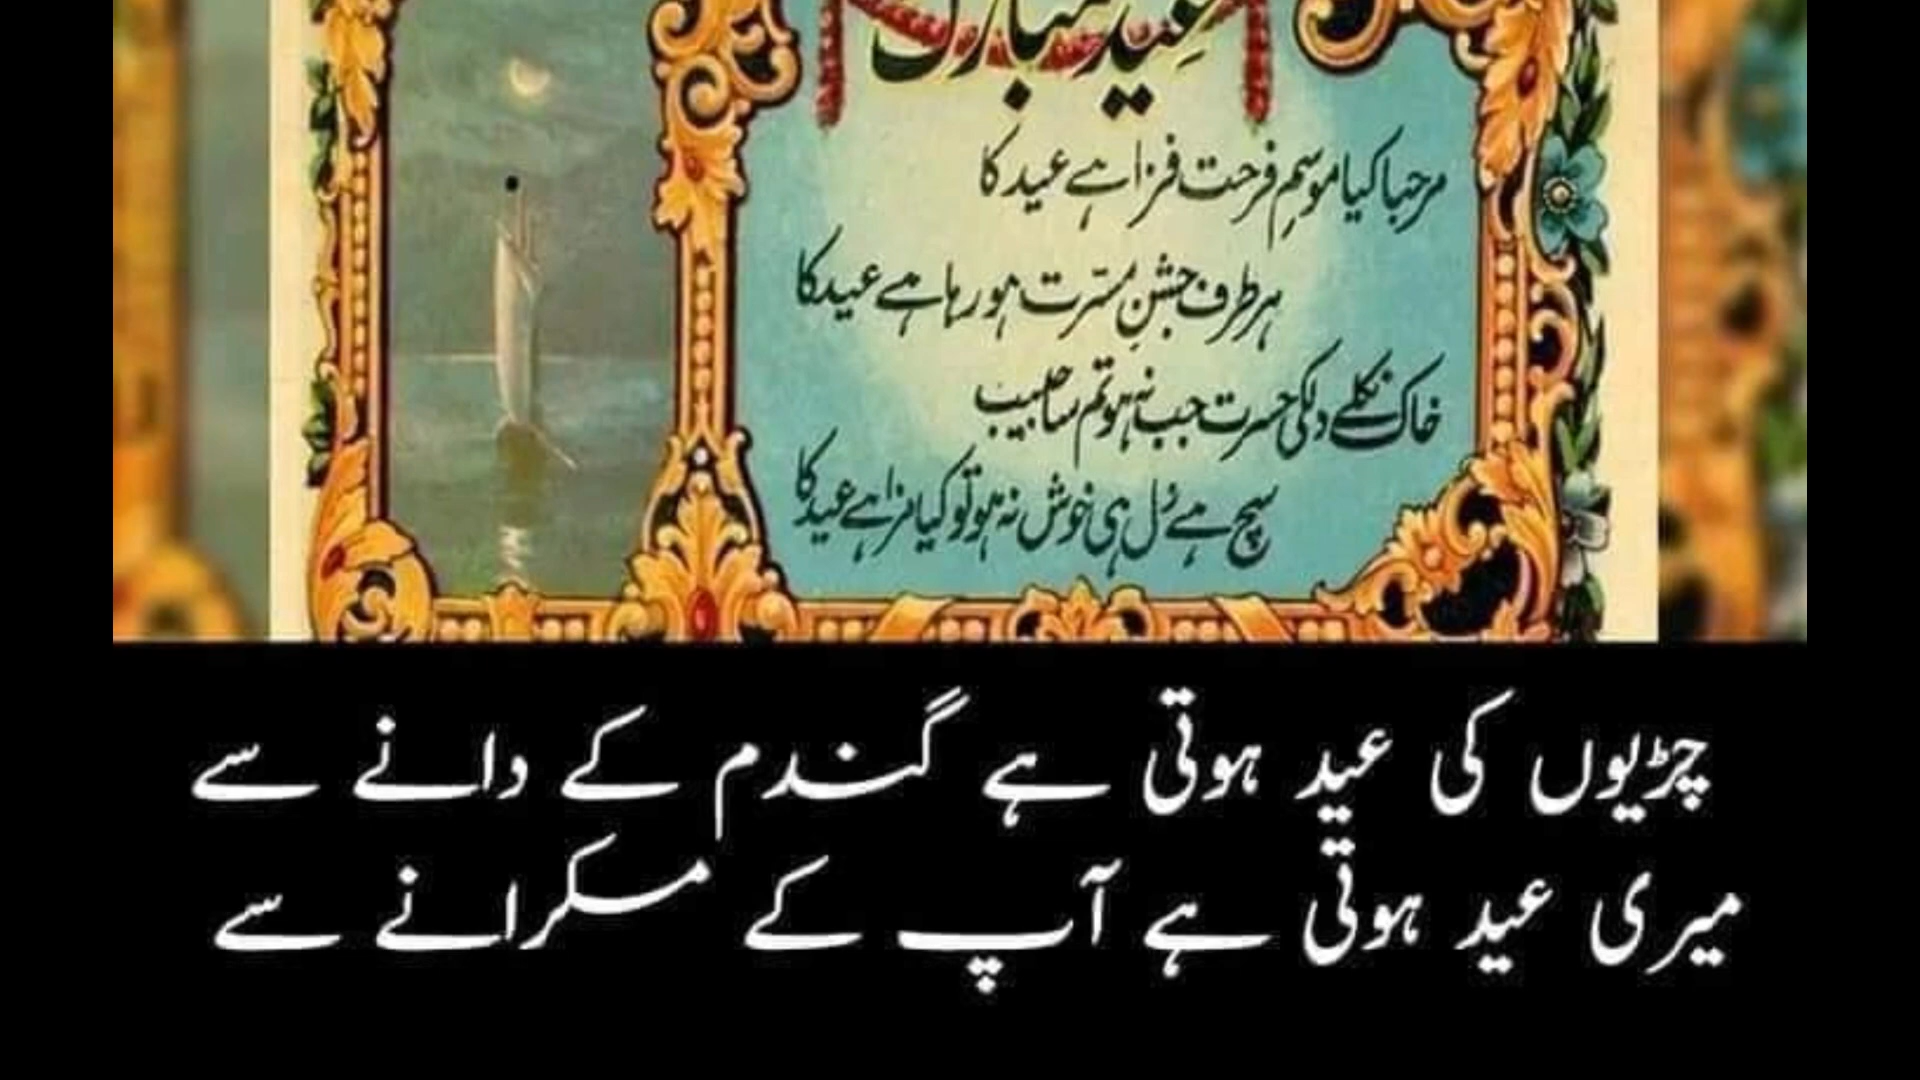 عید مبارک
مرحبا کیا موسمِ فرحت فزا ہے عید کا
ہر طرف جشنِ مسّرت ہو رہا ہے عید کا
خاک نکلے دل کی حسرت جب نہ ہو تم سا حبیب
سچ ہے دل ہی خوش نہ ہو تو کیا مزا ہے عید کا
چڑیوں کی عید ہوتی ہے گندم کے دانے سے
میری عید ہوتی ہے آپ کے مسکرانے سے